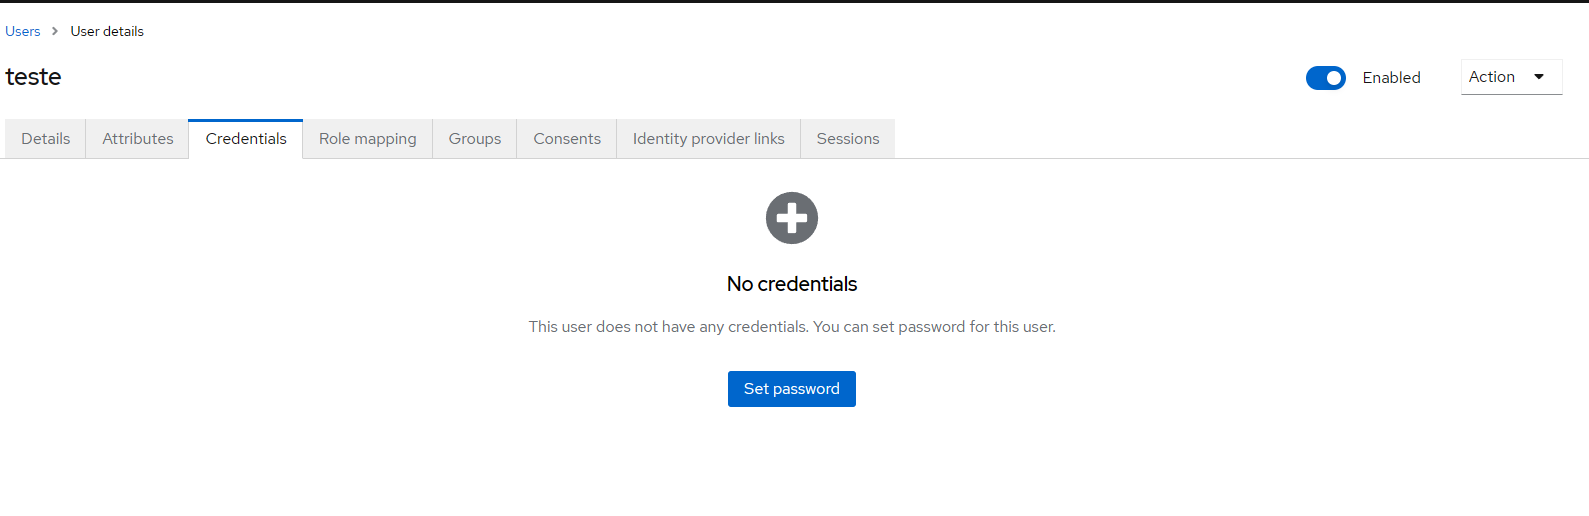 Users > User details
teste
Enabled
Action
Details Attributes Credentials Role mapping Groups Consents Identity provider links Sessions
No credentials
This user does not have any credentials. You can set password for this user.
Set password